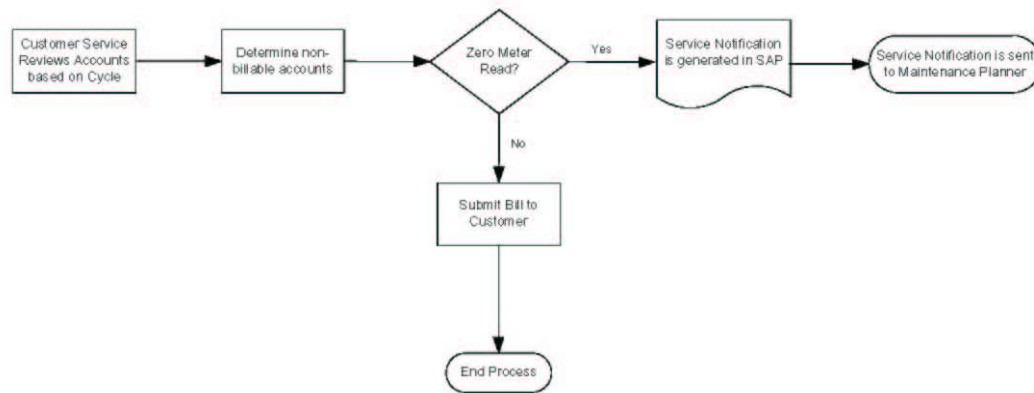 Customer Service
Reviews Accounts
based on Cycle
Determine non-
billable accounts
Zero Meter
Read?
Yes
Service Notification
is generated in SAP
Service Notification is sent
to Maintenance Planner
No
Submit Bill to
Customer
End Process